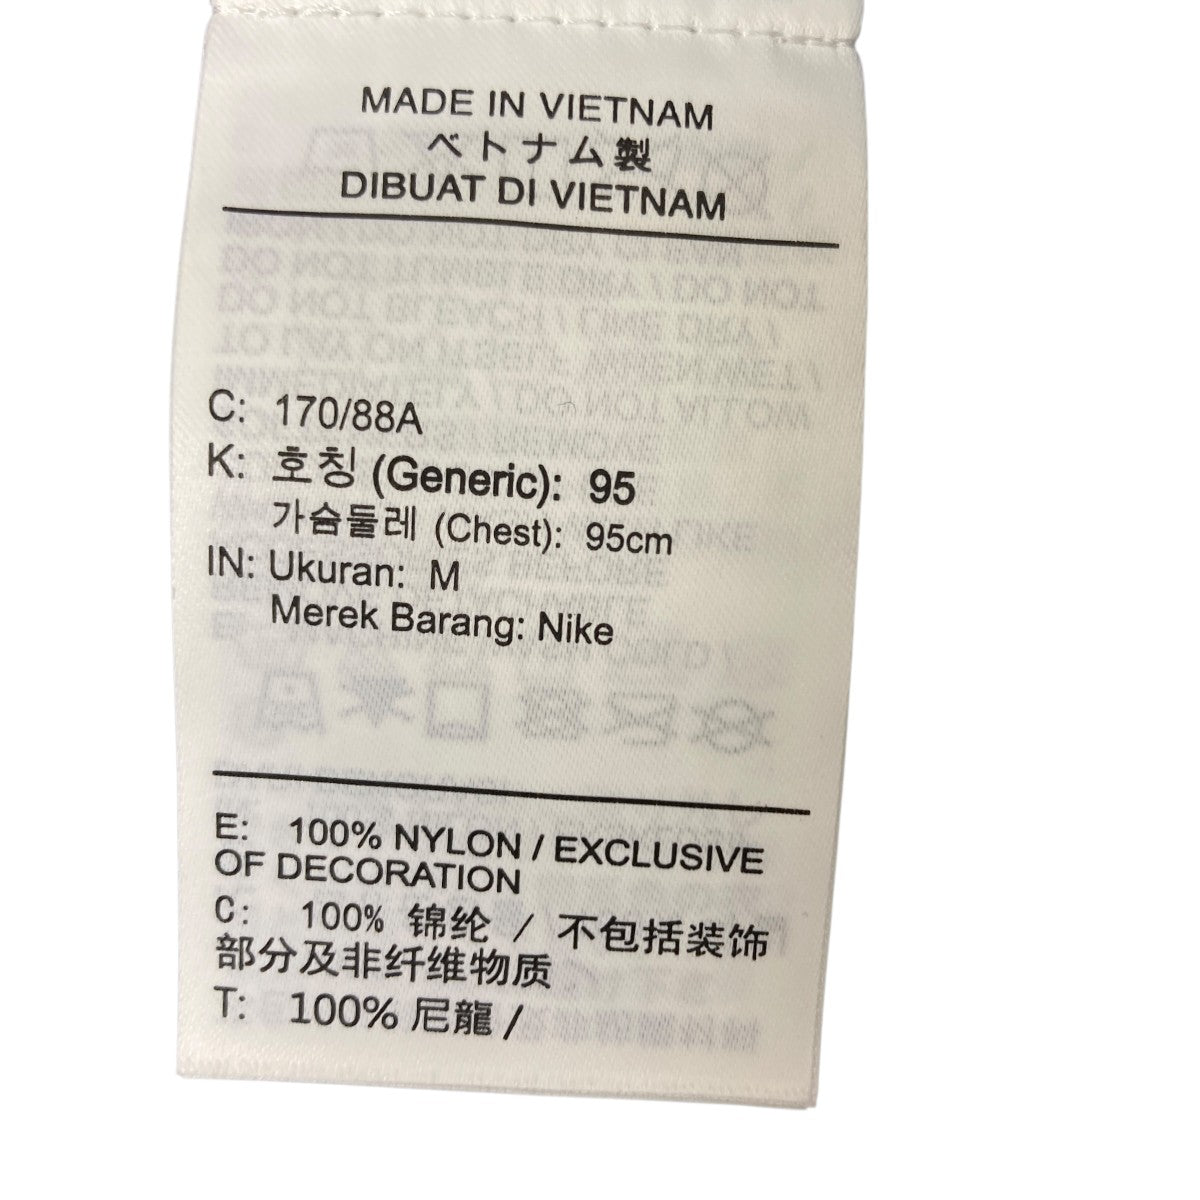 MADE IN VIETNAM
ベトナム製
DIBUAT DI VIETNAM
C: 170/88A
K: 호칭 (Generic): 95
가슴둘레 (Chest): 95cm
IN: Ukuran: M
Merek Barang: Nike
E: 100% NYLON / EXCLUSIVE
OF DECORATION
C: 100% 锦纶 / 不包括装饰
部分及非纤维物质
T: 100% 尼龍 /